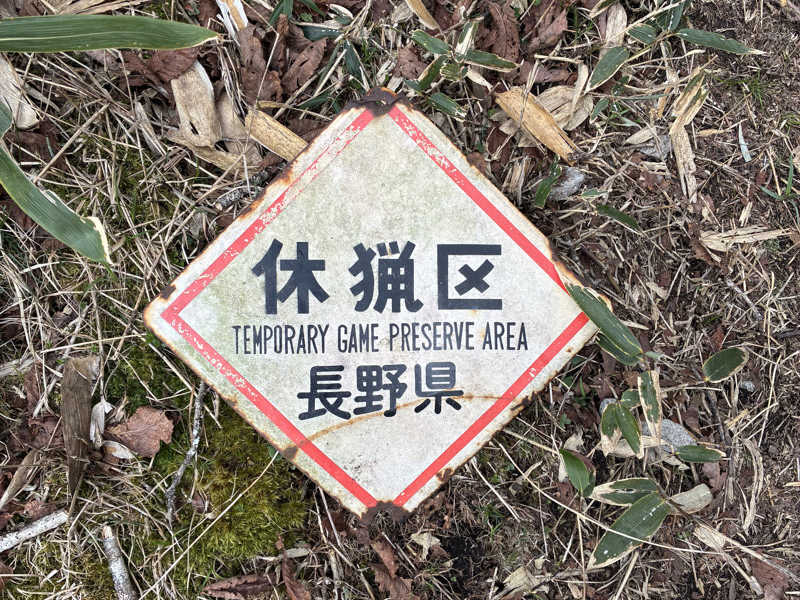 休猟区
TEMPORARY GAME PRESERVE AREA
長野県